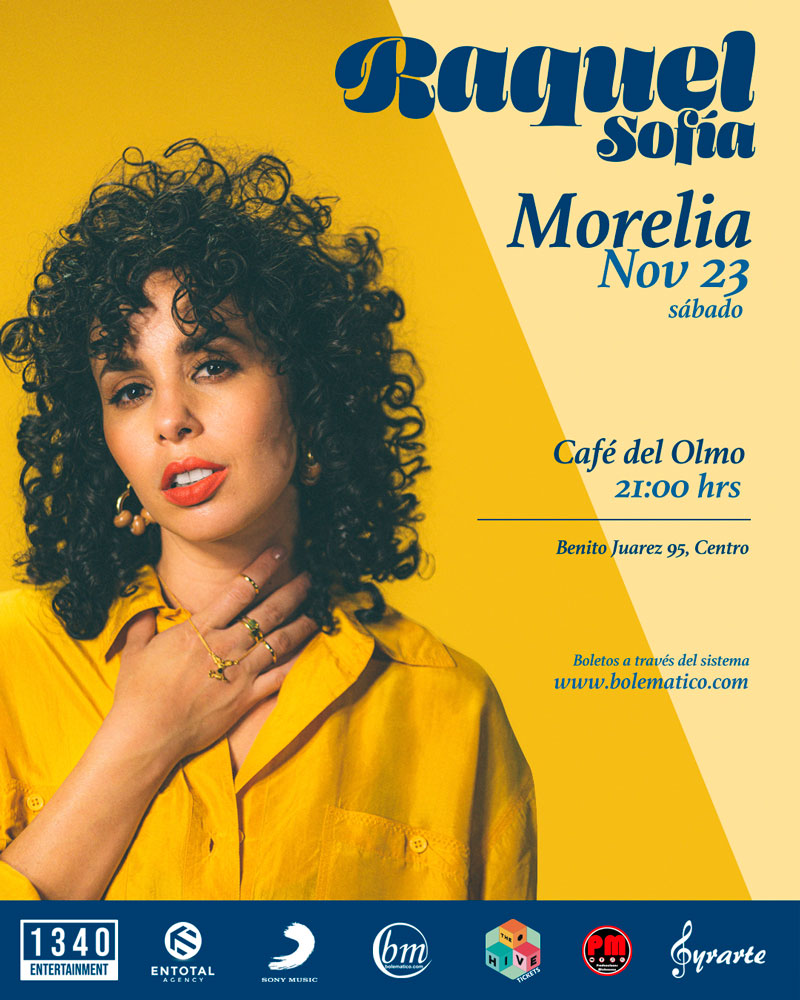 Raquel
Sofía
Morelia
Nov 23
sábado
Café del Olmo
21:00 hrs
Benito Juarez 95, Centro
Boletos a través del sistema
www.bolematico.com
1340
ENTERTAINMENT
ENTOTAL
AGENCY
SONY MUSIC
bm
bolematico.com
THE
HIVE
TICKETS
PM
Gyrarte